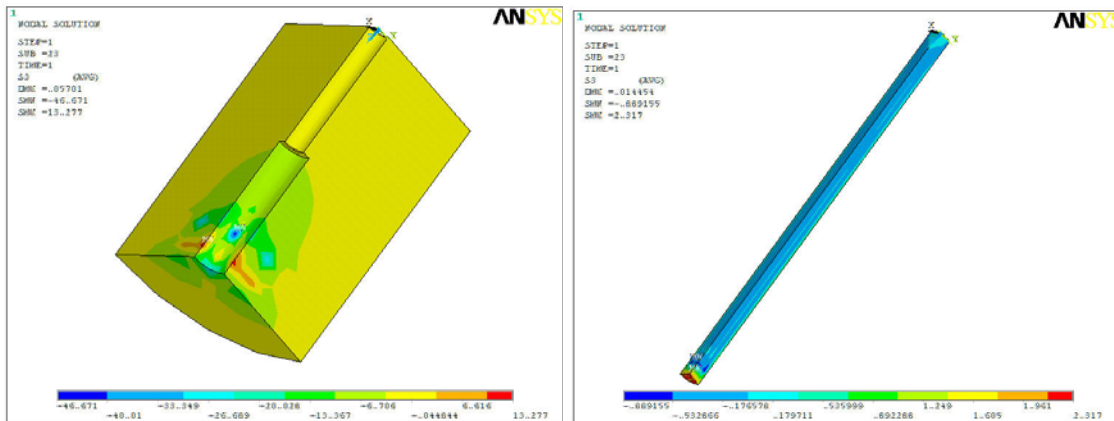 1
NODAL SOLUTION
STEP=1
SUB =23
TIME=1
S3 (AVG)
DMX =.05701
SMN =-46.671
SMX =13.277
ANSYS
X
Y
-46.671
-40.01
-33.349
-26.689
-20.028
-13.367
-6.706
-.044644
6.616
13.277
1
NODAL SOLUTION
STEP=1
SUB =23
TIME=1
S3 (AVG)
DMX =.014454
SMN =-.889155
SMX =2.317
ANSYS
X
Y
-.889155
-.532866
-.176578
.179711
.535999
.892288
1.249
1.605
1.961
2.317